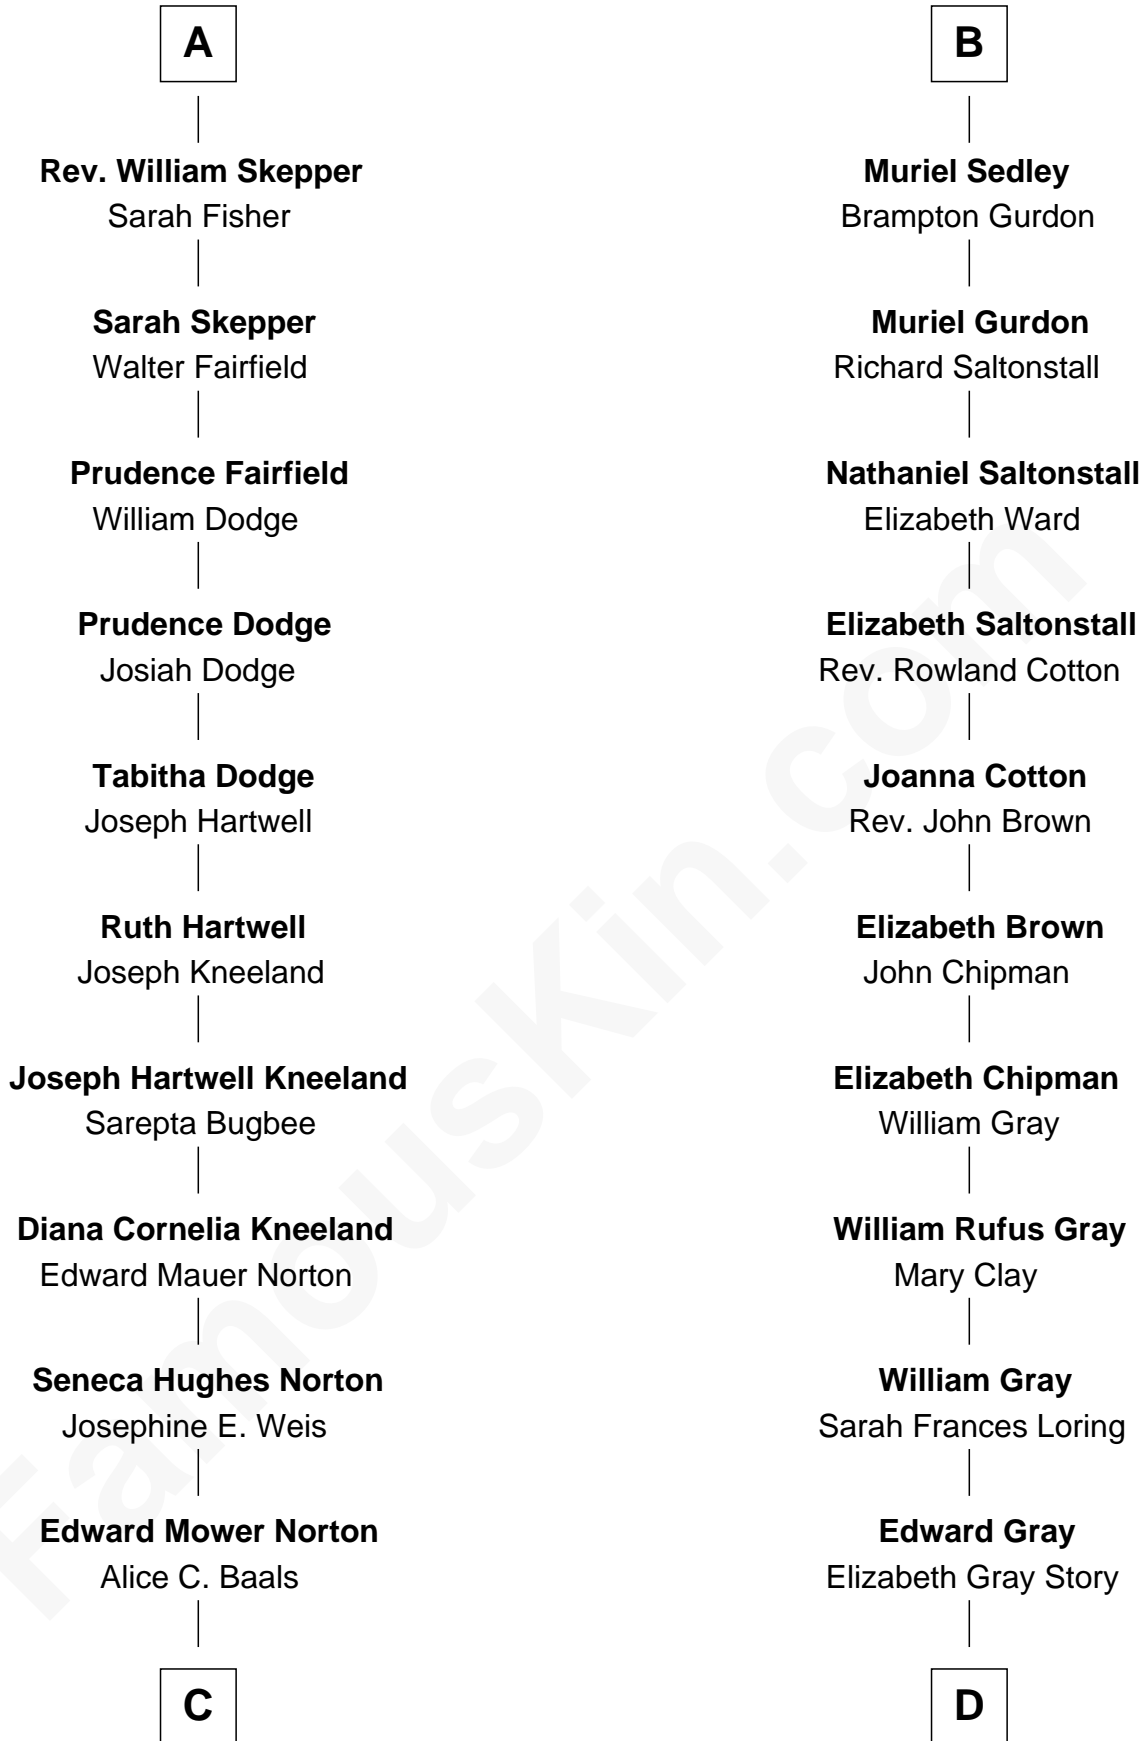 A
Rev. William Skepper
Sarah Fisher
Sarah Skepper
Walter Fairfield
Prudence Fairfield
William Dodge
Prudence Dodge
Josiah Dodge
Tabitha Dodge
Joseph Hartwell
Ruth Hartwell
Joseph Kneeland
Joseph Hartwell Kneeland
Sarepta Bugbee
Diana Cornelia Kneeland
Edward Mauer Norton
Seneca Hughes Norton
Josephine E. Weis
Edward Mower Norton
Alice C. Baals
C
B
Muriel Sedley
Brampton Gurdon
Muriel Gurdon
Richard Saltonstall
Nathaniel Saltonstall
Elizabeth Ward
Elizabeth Saltonstall
Rev. Rowland Cotton
Joanna Cotton
Rev. John Brown
Elizabeth Brown
John Chipman
Elizabeth Chipman
William Gray
William Rufus Gray
Mary Clay
William Gray
Sarah Frances Loring
Edward Gray
Elizabeth Gray Story
D
FamousKin.com